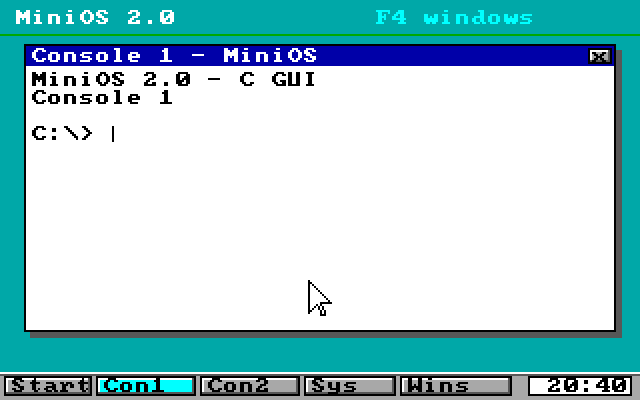 MiniOS 2.0 F4 windows
Console 1 - MiniOS
MiniOS 2.0 - C GUI
Console 1
C:\>
Start Con1 Con2 Sys Wins 20:40